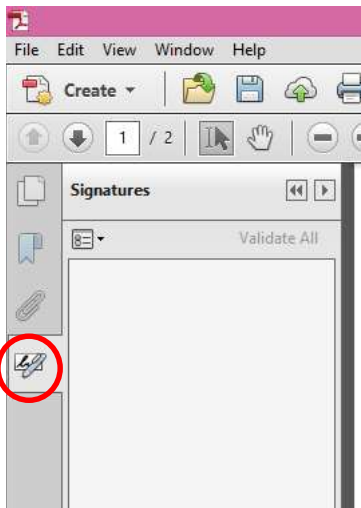 File Edit View Window Help
Create
1 / 2
Signatures
Validate All